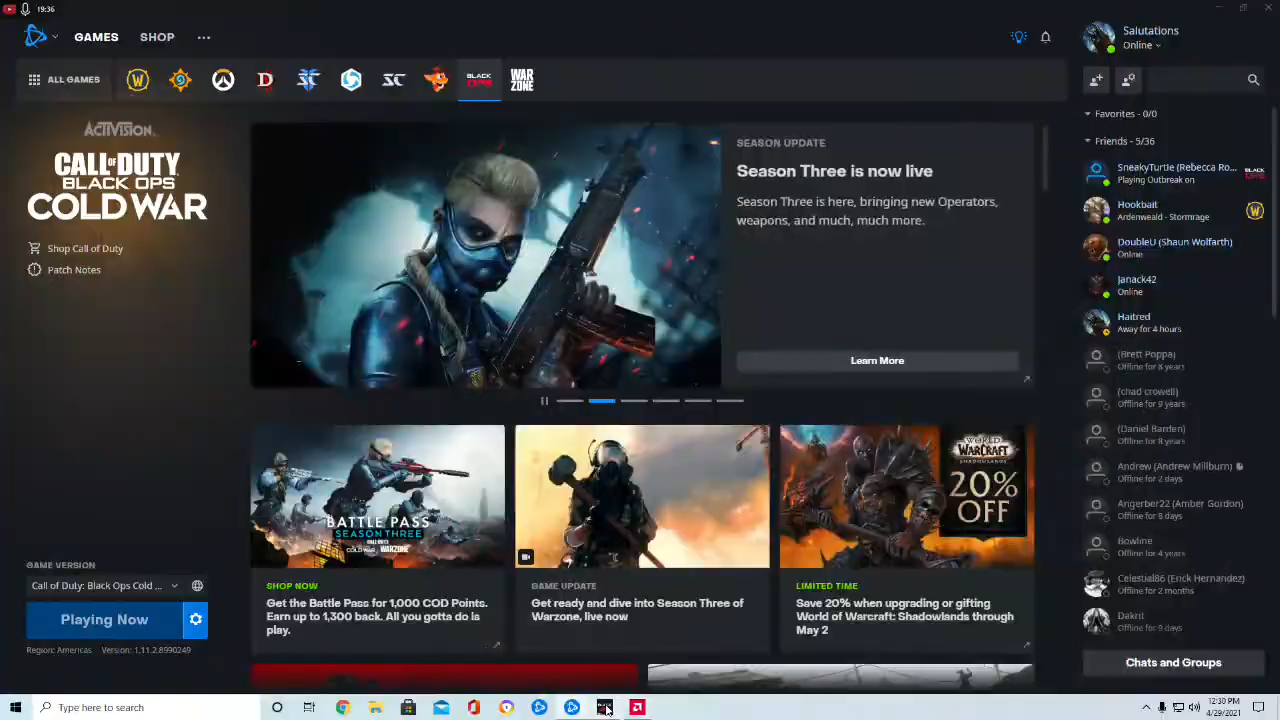 19:36
GAMES
SHOP
Salutations
Online
ALL GAMES
BLACK
OPS
WAR
ZONE
ACTIVISION
CALL OF DUTY
BLACK OPS
COLD WAR
Shop Call of Duty
Patch Notes
GAME VERSION
Call of Duty: Black Ops Cold ...
Playing Now
Region: Americas Version: 1.11.2.8990249
SEASON UPDATE
Season Three is now live
Season Three is here, bringing new Operators,
weapons, and much, much more.
Learn More
BATTLE PASS
SEASON THREE
CALL OF DUTY
COLD WAR WARZONE
SHOP NOW
Get the Battle Pass for 1,000 COD Points.
Earn up to 1,300 back. All you gotta do is
play.
GAME UPDATE
Get ready and dive into Season Three of
Warzone, live now
WORLD
WARCRAFT
SHADOWLANDS
20%
OFF
LIMITED TIME
Save 20% when upgrading or gifting
World of Warcraft: Shadowlands through
May 2
Favorites - 0/0
Friends - 5/36
SneakyTurtle (Rebecca Ro...
Playing Outbreak on
BLACK
OPS
Hookbait
Ardenweald - Stormrage
DoubleU (Shaun Wolfarth)
Online
Janack42
Online
Haitred
Away for 4 hours
(Brett Poppa)
Offline for 8 years
(chad crowell)
Offline for 9 years
(Daniel Barden)
Offline for 8 years
Andrew (Andrew Millburn)
Offline for 2 days
Angerber22 (Amber Gordon)
Offline for 8 days
Bowline
Offline for 4 years
Celestial86 (Erick Hernandez)
Offline for 2 months
Dakrit
Offline for 9 days
Chats and Groups
Type here to search
12:30 PM
4/29/2021